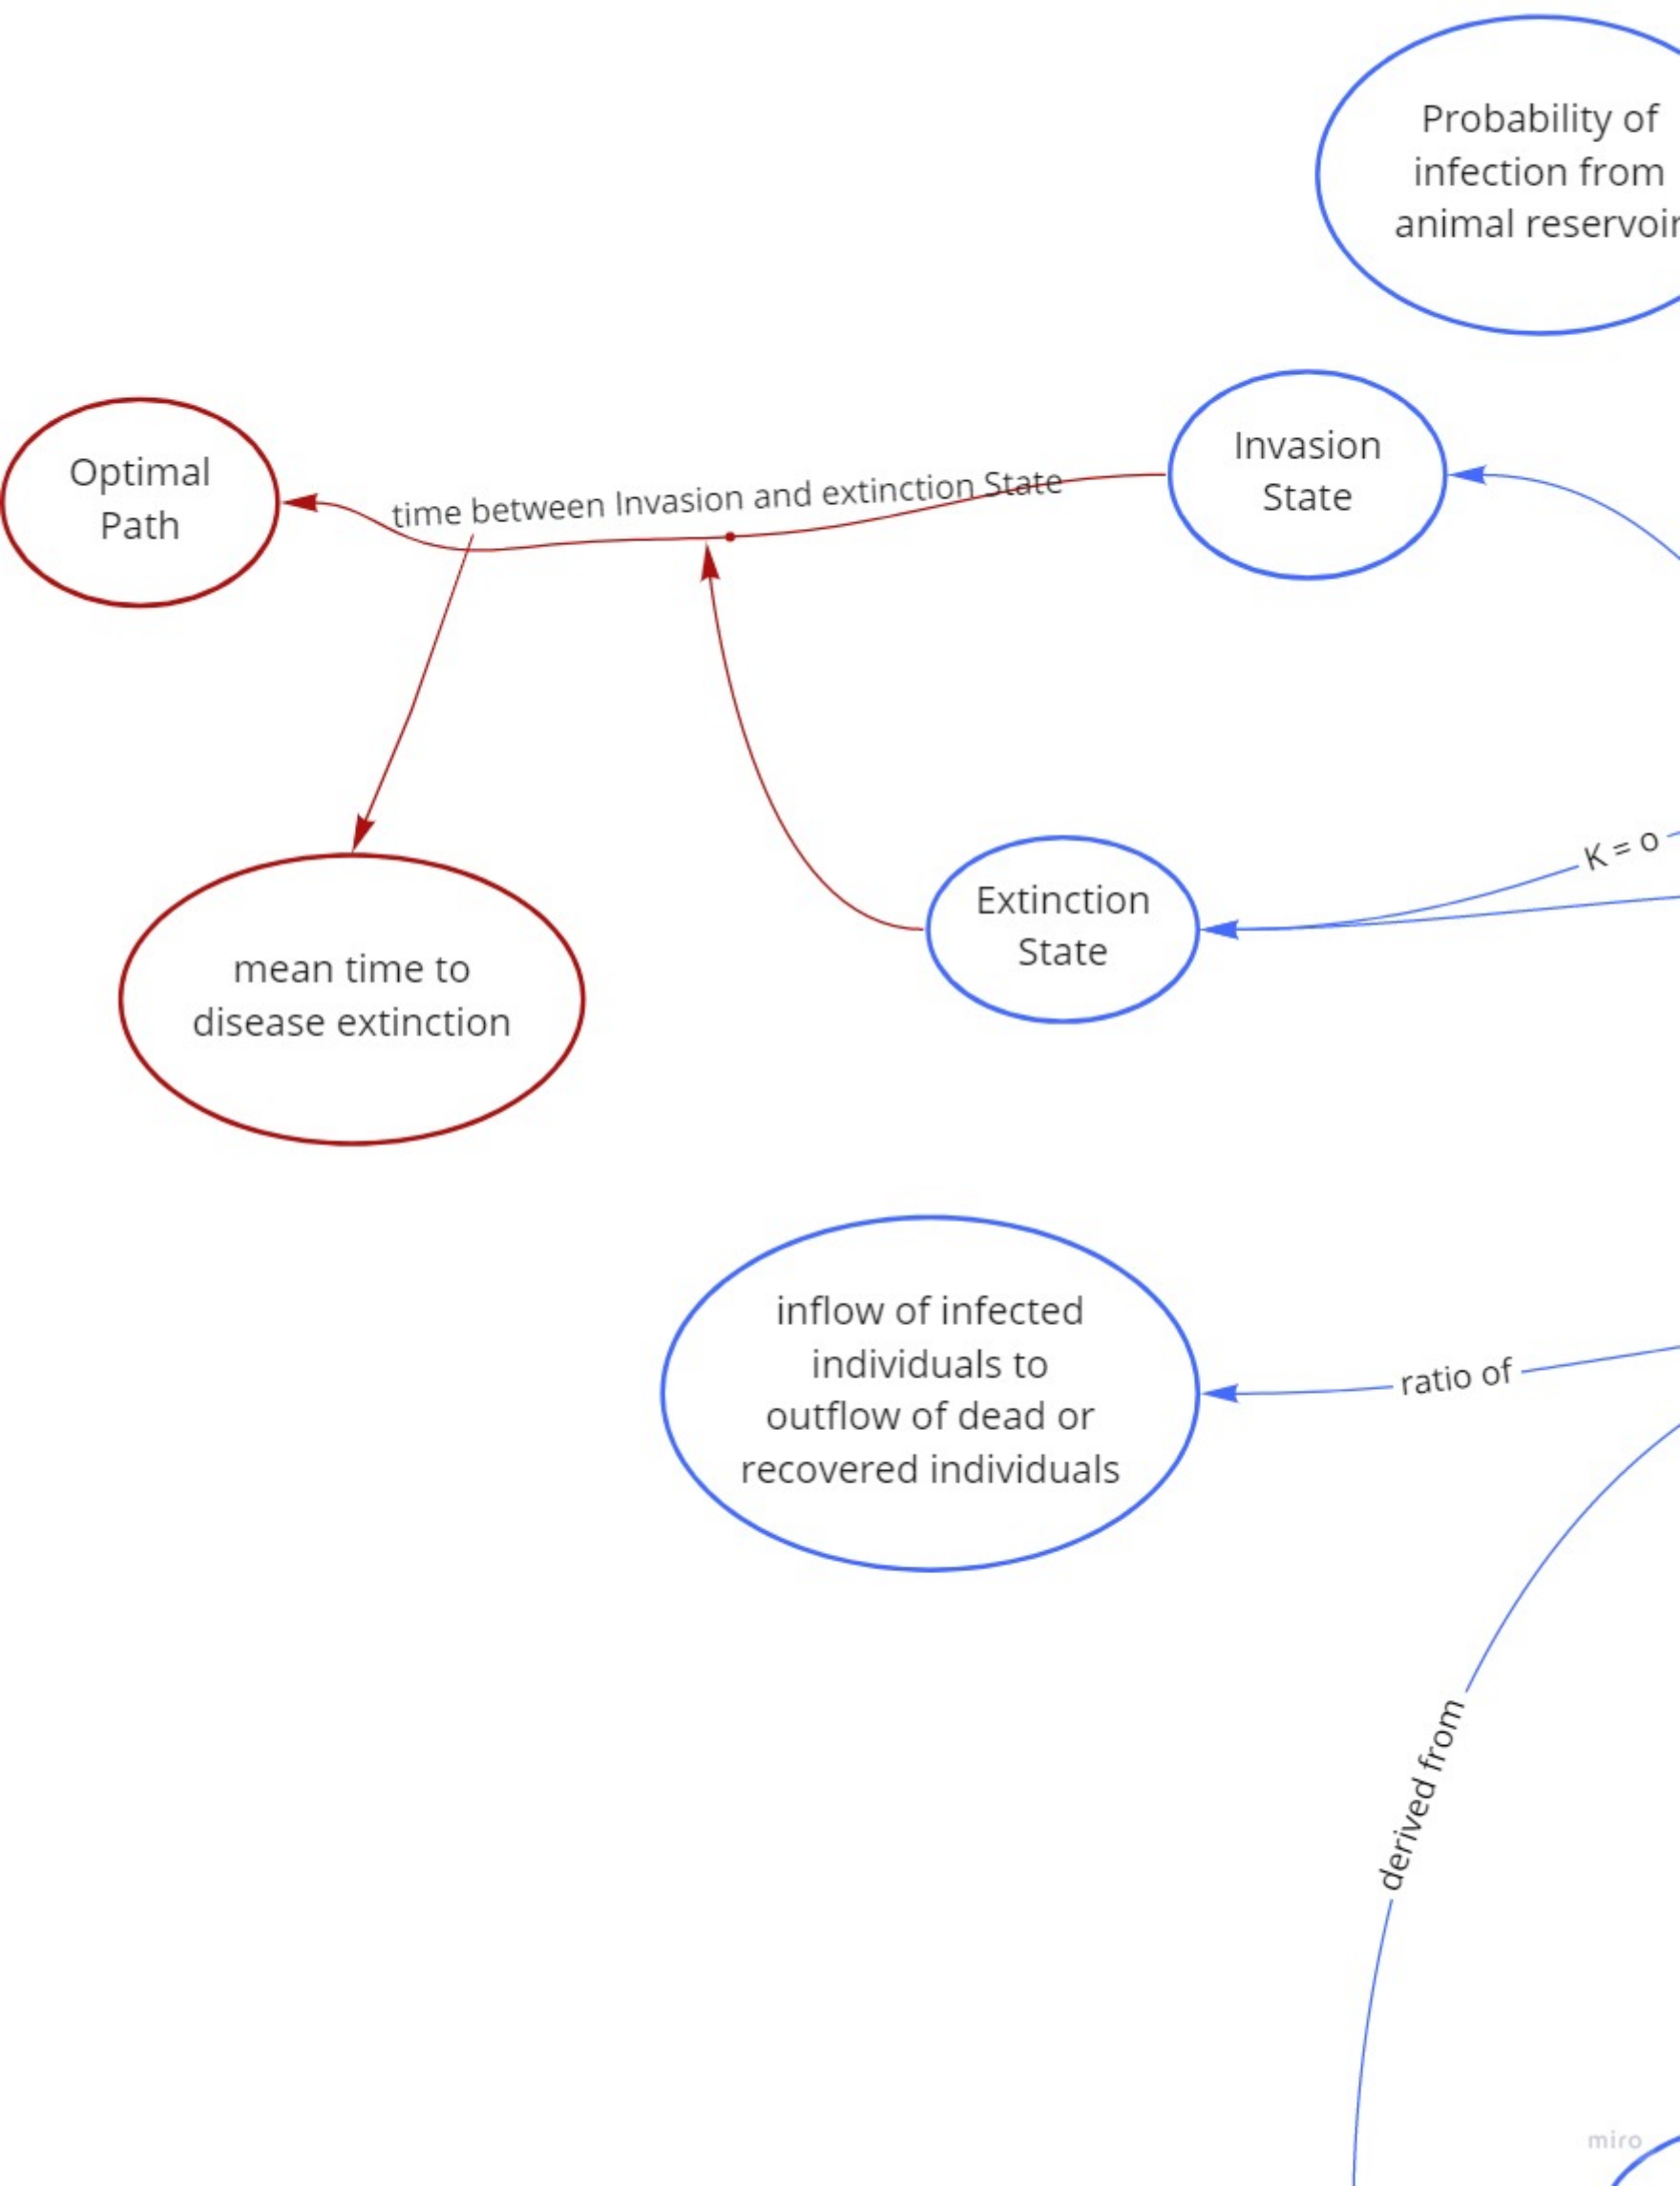 Probability of
infection from
animal reservoir
Invasion
State
Optimal
Path
time between Invasion and extinction State
K = o
Extinction
State
mean time to
disease extinction
inflow of infected
individuals to
outflow of dead or
recovered individuals
ratio of
derived from
miro